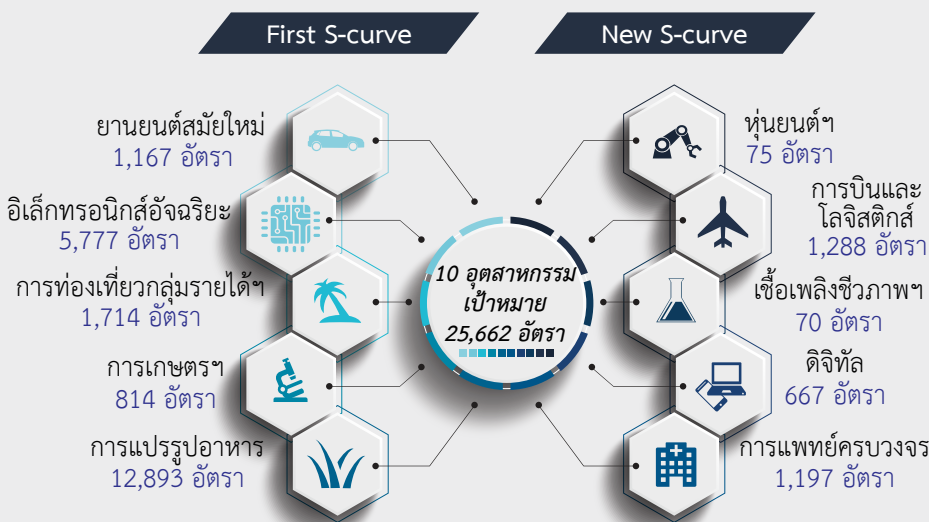 First S-curve
New S-curve
ยานยนต์สมัยใหม่
1,167 อัตรา
อิเล็กทรอนิกส์อัจฉริยะ
5,777 อัตรา
การท่องเที่ยวกลุ่มรายได้ฯ
1,714 อัตรา
การเกษตรฯ
814 อัตรา
การแปรรูปอาหาร
12,893 อัตรา
10 อุตสาหกรรม
เป้าหมาย
25,662 อัตรา
หุ่นยนต์ฯ
75 อัตรา
การบินและ
โลจิสติกส์
1,288 อัตรา
เชื้อเพลิงชีวภาพฯ
70 อัตรา
ดิจิทัล
667 อัตรา
การแพทย์ครบวงจร
1,197 อัตรา